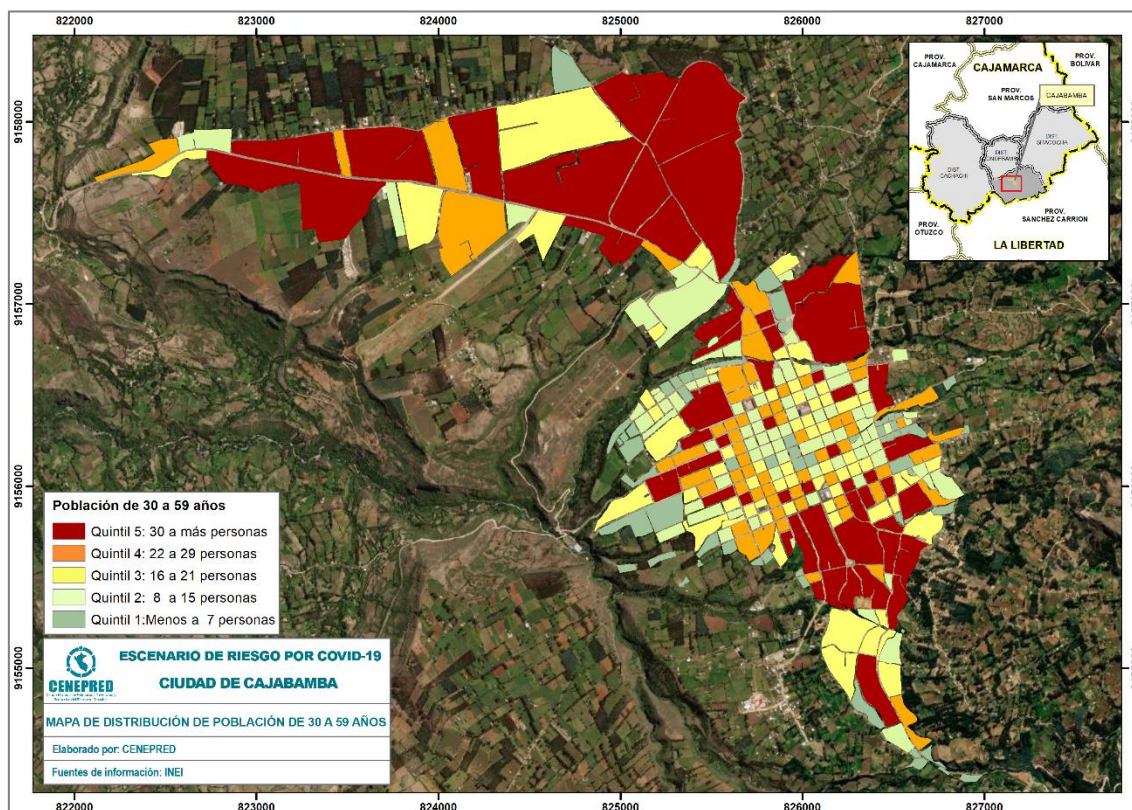 822000 823000 824000 825000 826000 827000
9158000
9157000
9156000
9155000
PROV.
CAJAMARCA
PROV.
BOLIVAR
CAJAMARCA
PROV.
SAN MARCOS
CAJABAMBA
DIST.
SITACOCHA
DIST.
CACHACHI
PROV.
OTUZCO
PROV.
SANCHEZ CARRION
LA LIBERTAD
Población de 30 a 59 años
Quintil 5: 30 a más personas
Quintil 4: 22 a 29 personas
Quintil 3: 16 a 21 personas
Quintil 2: 8 a 15 personas
Quintil 1:Menos a 7 personas
CENEPRED
ESCENARIO DE RIESGO POR COVID-19
CIUDAD DE CAJABAMBA
MAPA DE DISTRIBUCIÓN DE POBLACIÓN DE 30 A 59 AÑOS
Elaborado por: CENEPRED
Fuentes de información: INEI
822000 823000 824000 825000 826000 827000